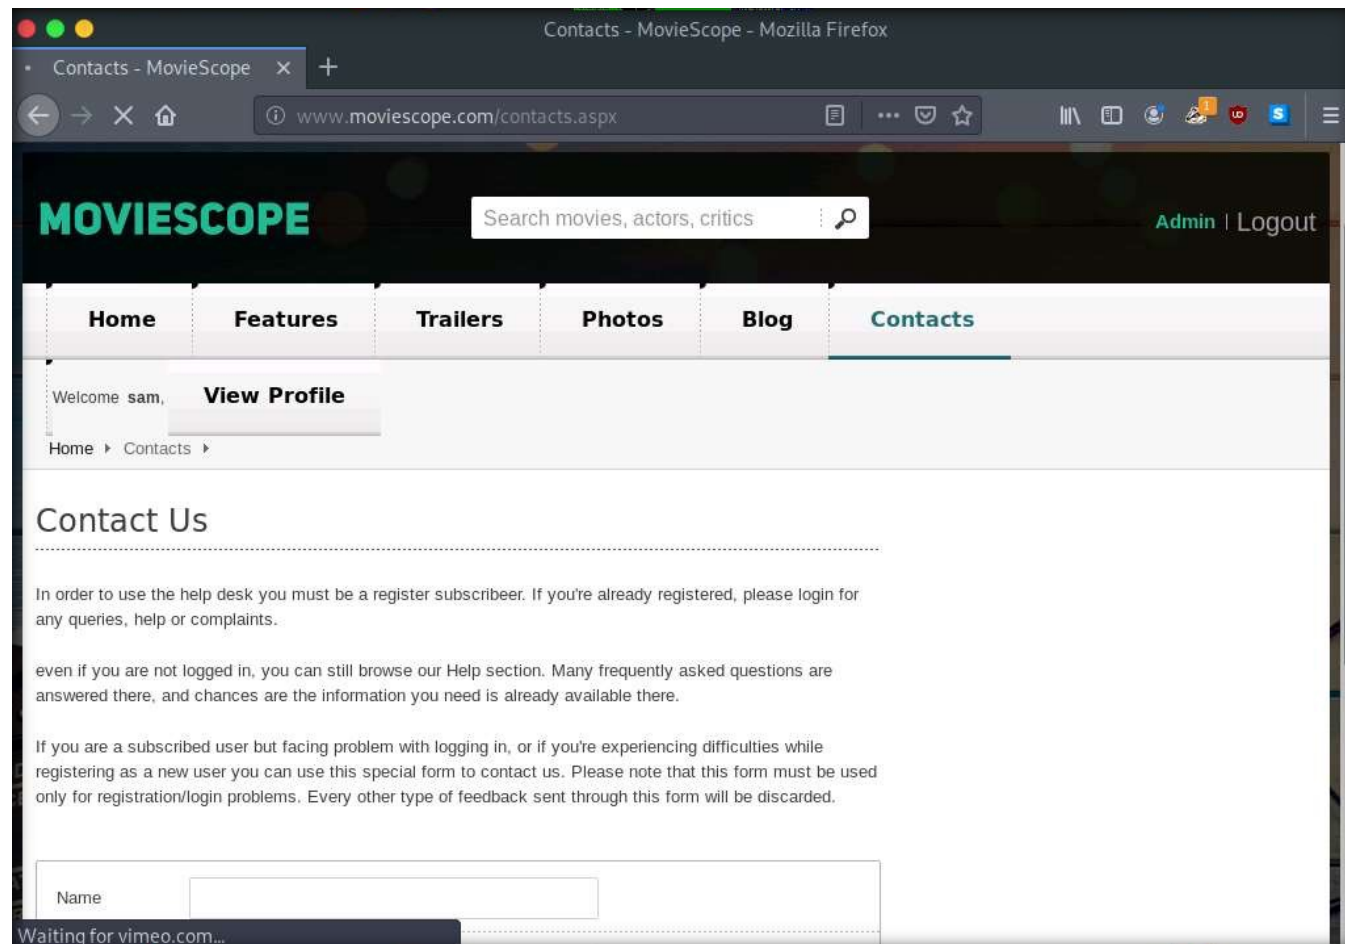 Contacts - MovieScope - Mozilla Firefox
Contacts - MovieScope
www.moviescope.com/contacts.aspx
1
S
MOVIESCOPE
Search movies, actors, critics
Admin | Logout
Home Features Trailers Photos Blog Contacts
Welcome sam, View Profile
Home Contacts
Contact Us
In order to use the help desk you must be a register subscribeer. If you're already registered, please login for
any queries, help or complaints.
even if you are not logged in, you can still browse our Help section. Many frequently asked questions are
answered there, and chances are the information you need is already available there.
If you are a subscribed user but facing problem with logging in, or if you're experiencing difficulties while
registering as a new user you can use this special form to contact us. Please note that this form must be used
only for registration/login problems. Every other type of feedback sent through this form will be discarded.
Name
Waiting for vimeo.com...